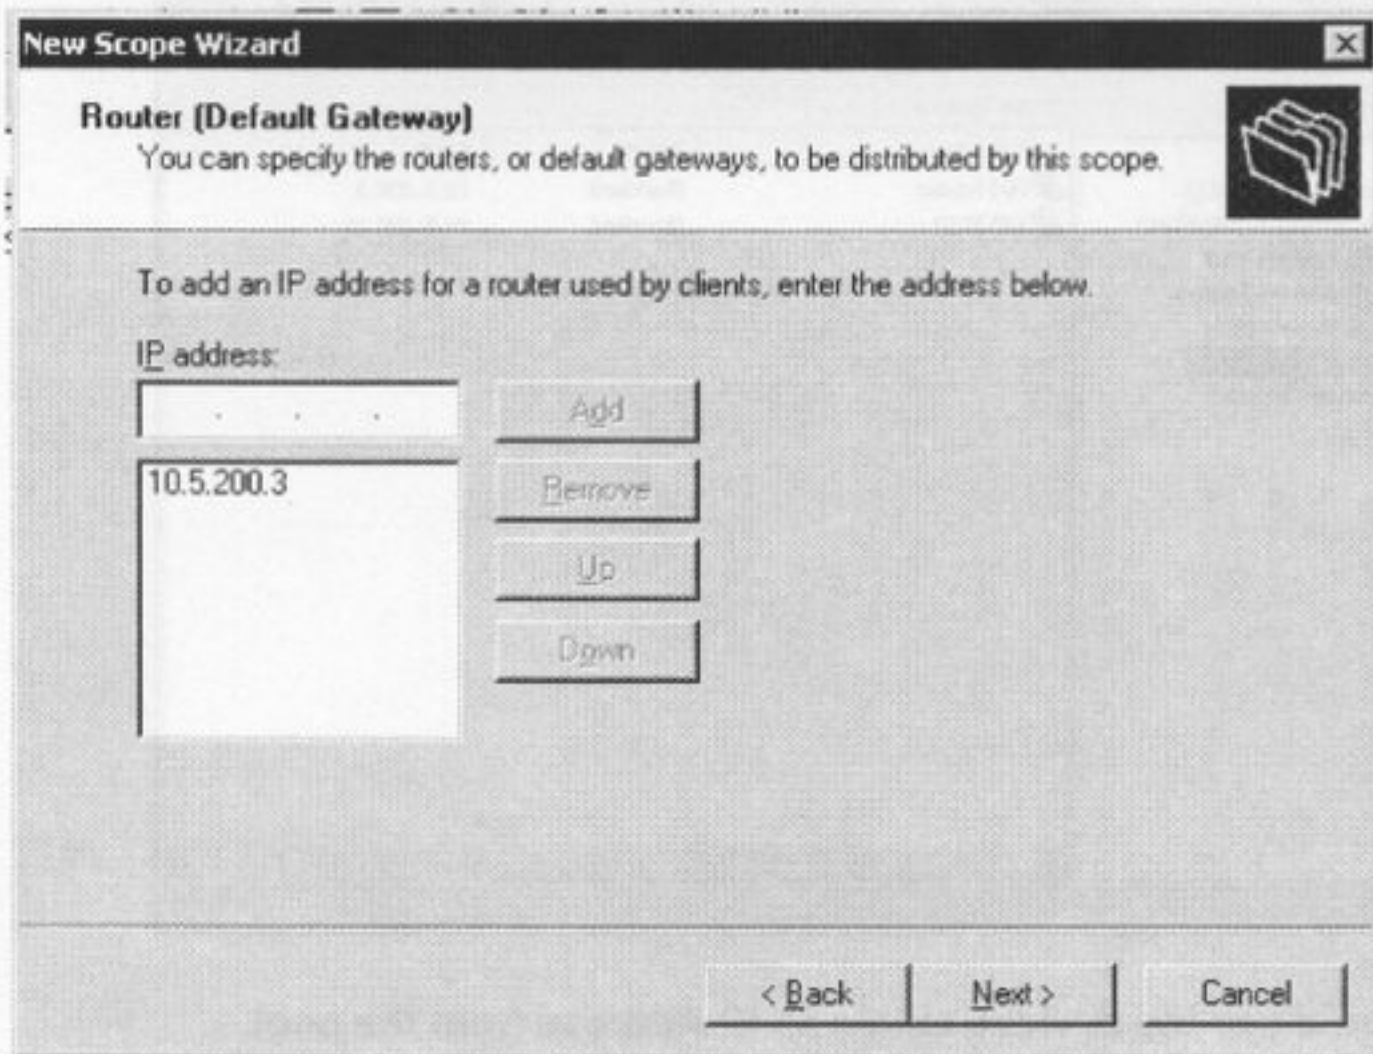 New Scope Wizard
Router (Default Gateway)
You can specify the routers, or default gateways, to be distributed by this scope.
To add an IP address for a router used by clients, enter the address below.
IP address:
. . .
Add
10.5.200.3
Remove
Up
Down
< Back
Next >
Cancel